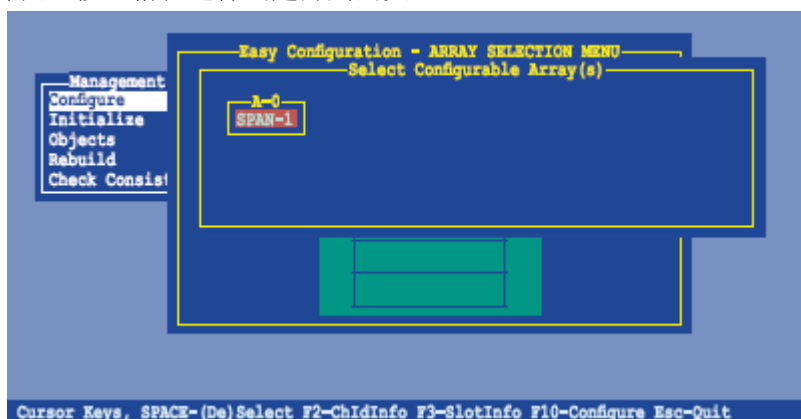 Easy Configuration - ARRAY SELECTION MENU
Select Configurable Array(s)
Management
Configure
Initialize
Objects
Rebuild
Check Consist
A-0
SPAN-1
Cursor Keys, SPACE-(De)Select F2-ChIdInfo F3-SlotInfo F10-Configure Esc-Quit